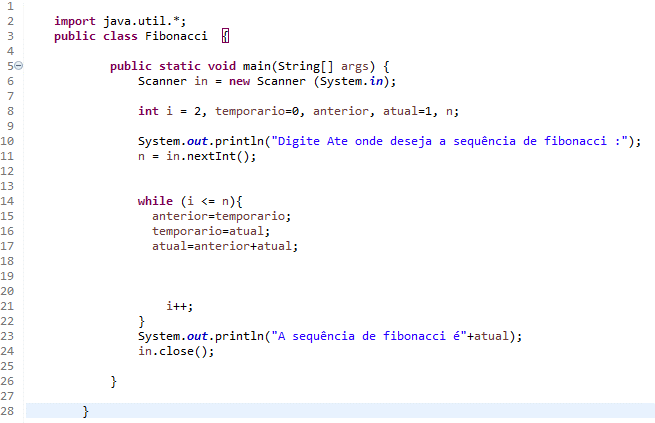 1
2 import java.util.*;
3 public class Fibonacci {
4
5 public static void main(String[] args) {
6 Scanner in = new Scanner (System.in);
7
8 int i = 2, temporario=0, anterior, atual=1, n;
9
10 System.out.println("Digite Ate onde deseja a sequência de fibonacci :");
11 n = in.nextInt();
12
13
14 while (i <= n){
15 anterior=temporario;
16 temporario=atual;
17 atual=anterior+atual;
18
19
20
21 i++;
22 }
23 System.out.println("A sequência de fibonacci é"+atual);
24 in.close();
25
26 }
27
28 }